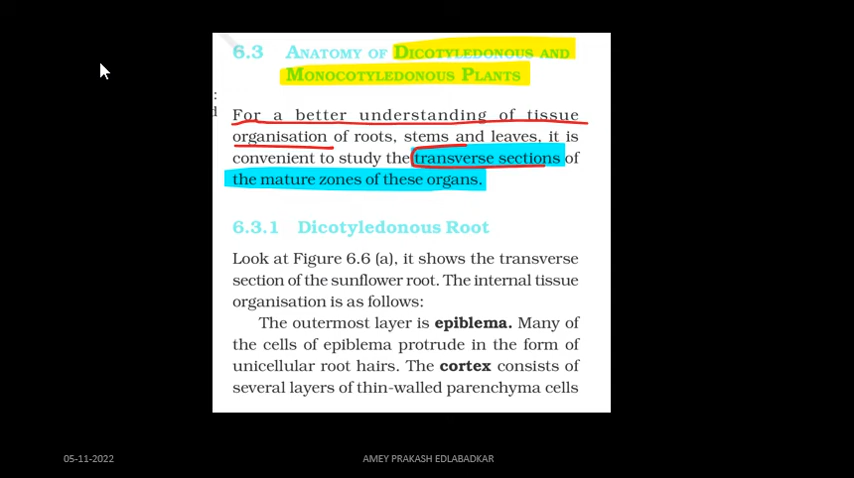 6.3 ANATOMY OF DICOTYLEDONOUS AND
MONOCOTYLEDONOUS PLANTS
:
d
For a better understanding of tissue
organisation of roots, stems and leaves, it is
convenient to study the transverse sections of
the mature zones of these organs.
6.3.1 Dicotyledonous Root
Look at Figure 6.6 (a), it shows the transverse
section of the sunflower root. The internal tissue
organisation is as follows:
The outermost layer is epiblema. Many of
the cells of epiblema protrude in the form of
unicellular root hairs. The cortex consists of
several layers of thin-walled parenchyma cells
05-11-2022
AMEY PRAKASH EDLABADKAR